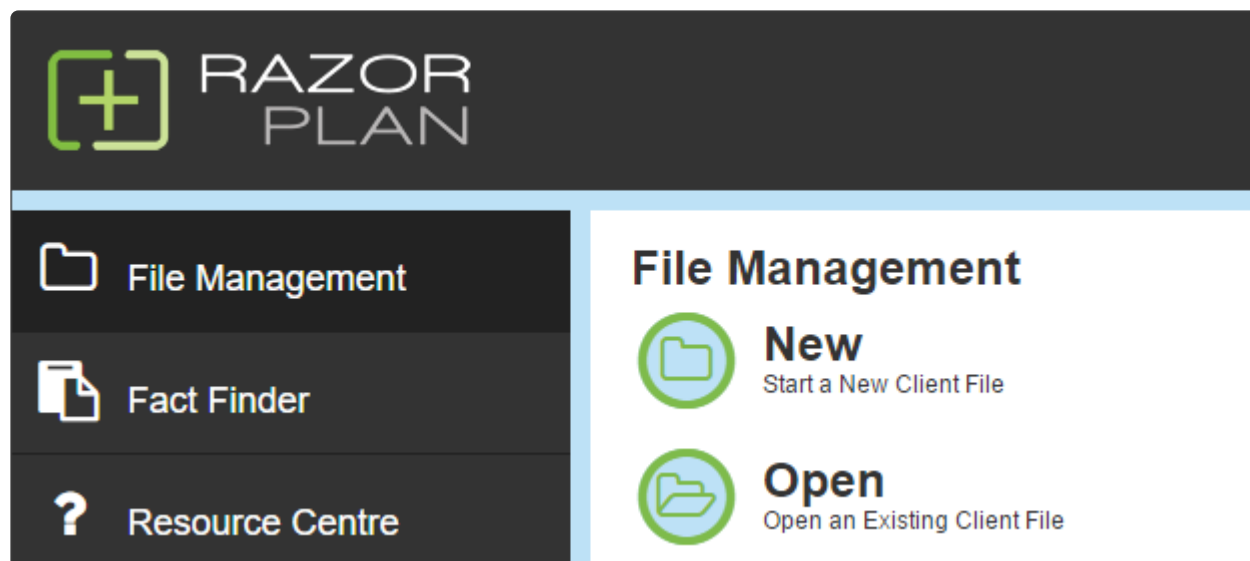 RAZOR
PLAN
File Management
Fact Finder
Resource Centre
File Management
New
Start a New Client File
Open
Open an Existing Client File